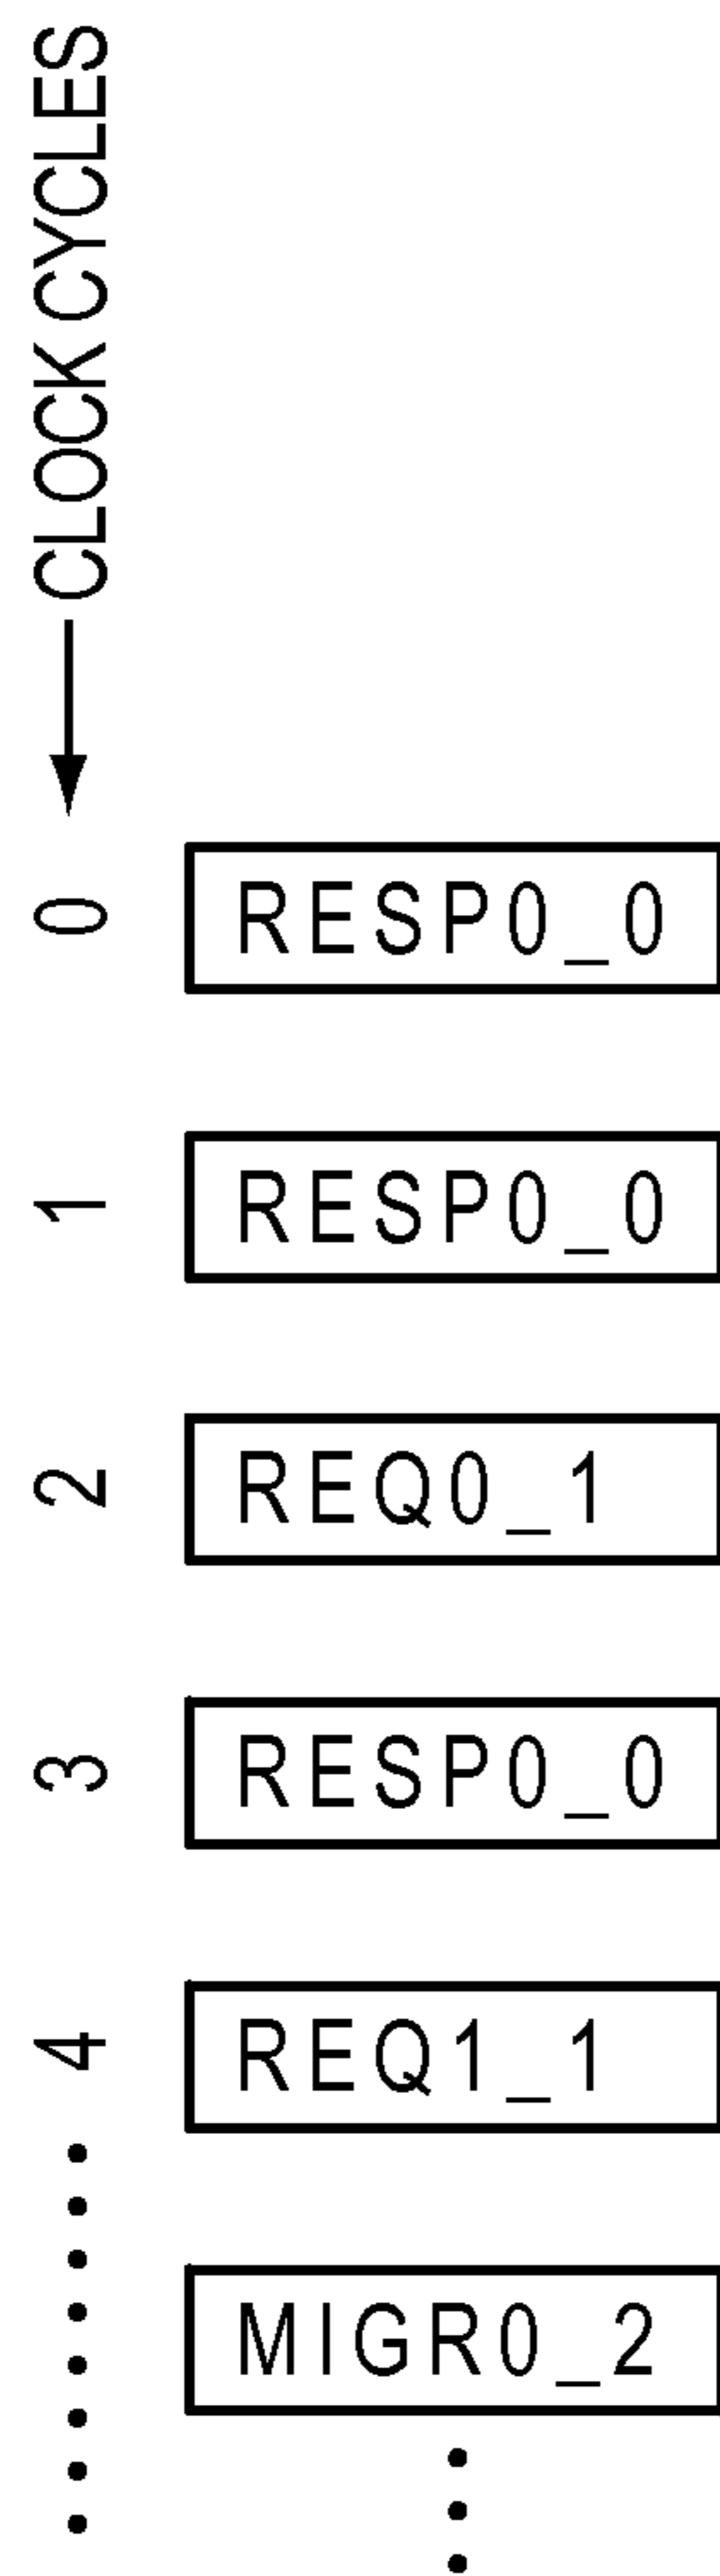 CLOCK CYCLES
0
RESP0_0
1
RESP0_0
2
REQ0_1
3
RESP0_0
4
REQ1_1
MIGR0_2